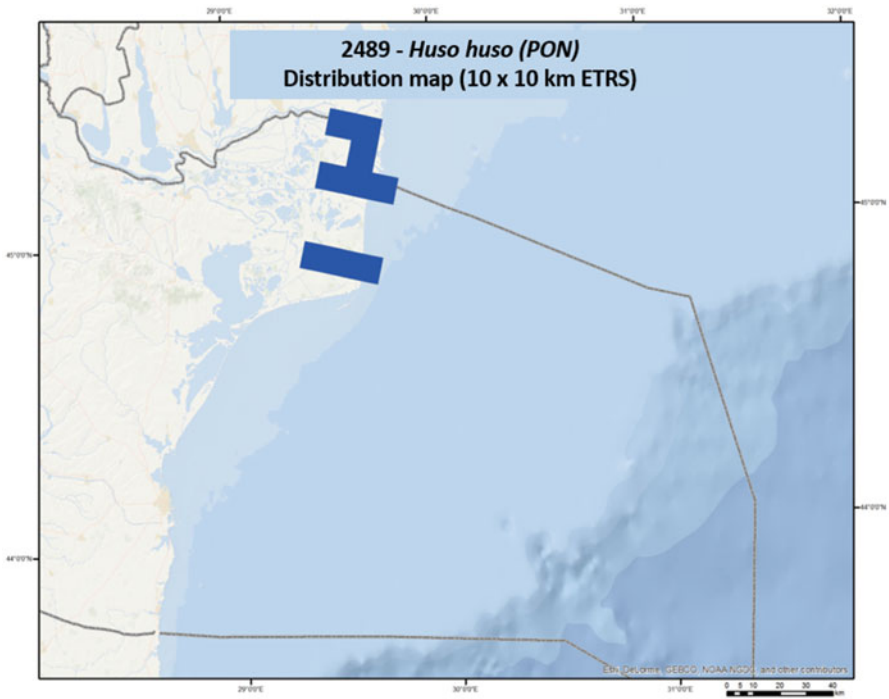 29°0'0"E 30°0'0"E 31°0'0"E 32°0'0"E
2489 - Huso huso (PON)
Distribution map (10 x 10 km ETRS)
45°0'0"N
45°0'0"N
44°0'0"N
44°0'0"N
Esri, DeLorme, GEBCO, NOAA NGDC, and other contributors
29°0'0"E 30°0'0"E 31°0'0"E
0 5 10 20 30 40
km